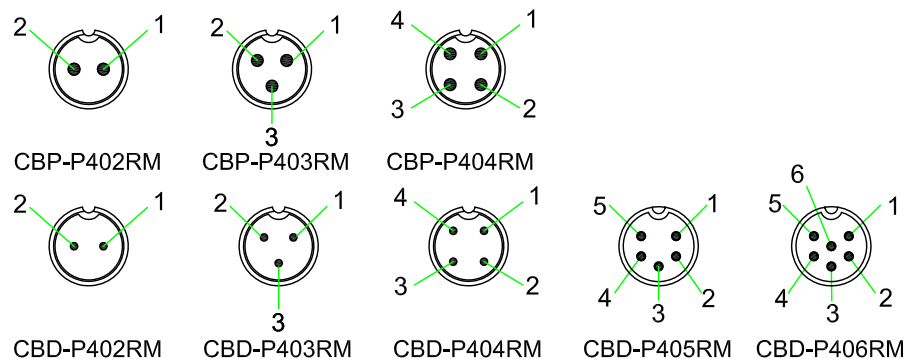 2 1 2 1 4 1
3 2
3
CBP-P402RM CBP-P403RM CBP-P404RM
6
2 1 2 1 4 1 5 1 5 1
3 2
3 4 3 2 4 3 2
CBD-P402RM CBD-P403RM CBD-P404RM CBD-P405RM CBD-P406RM